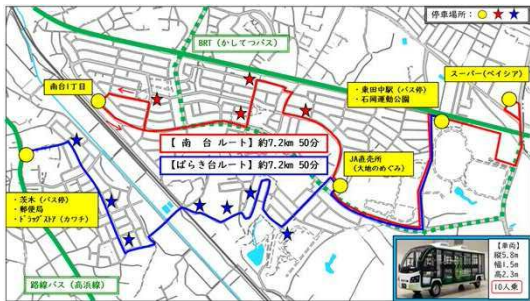 停車場所：
BRT（かしてつバス）
スーパー（ベイシア）
南台1丁目
・東田中駅（バス停）
・石岡運動公園
【 南 台 ルート】約7.2km 50分
【ばらき台ルート】約7.2km 50分
JA直売所
（大地のめぐみ）
・茨木（バス停）
・郵便局
・ドラッグストア（カワチ）
路線バス（高浜線）
【車両】
縦5.8m
幅1.5m
高2.3m
10人乗